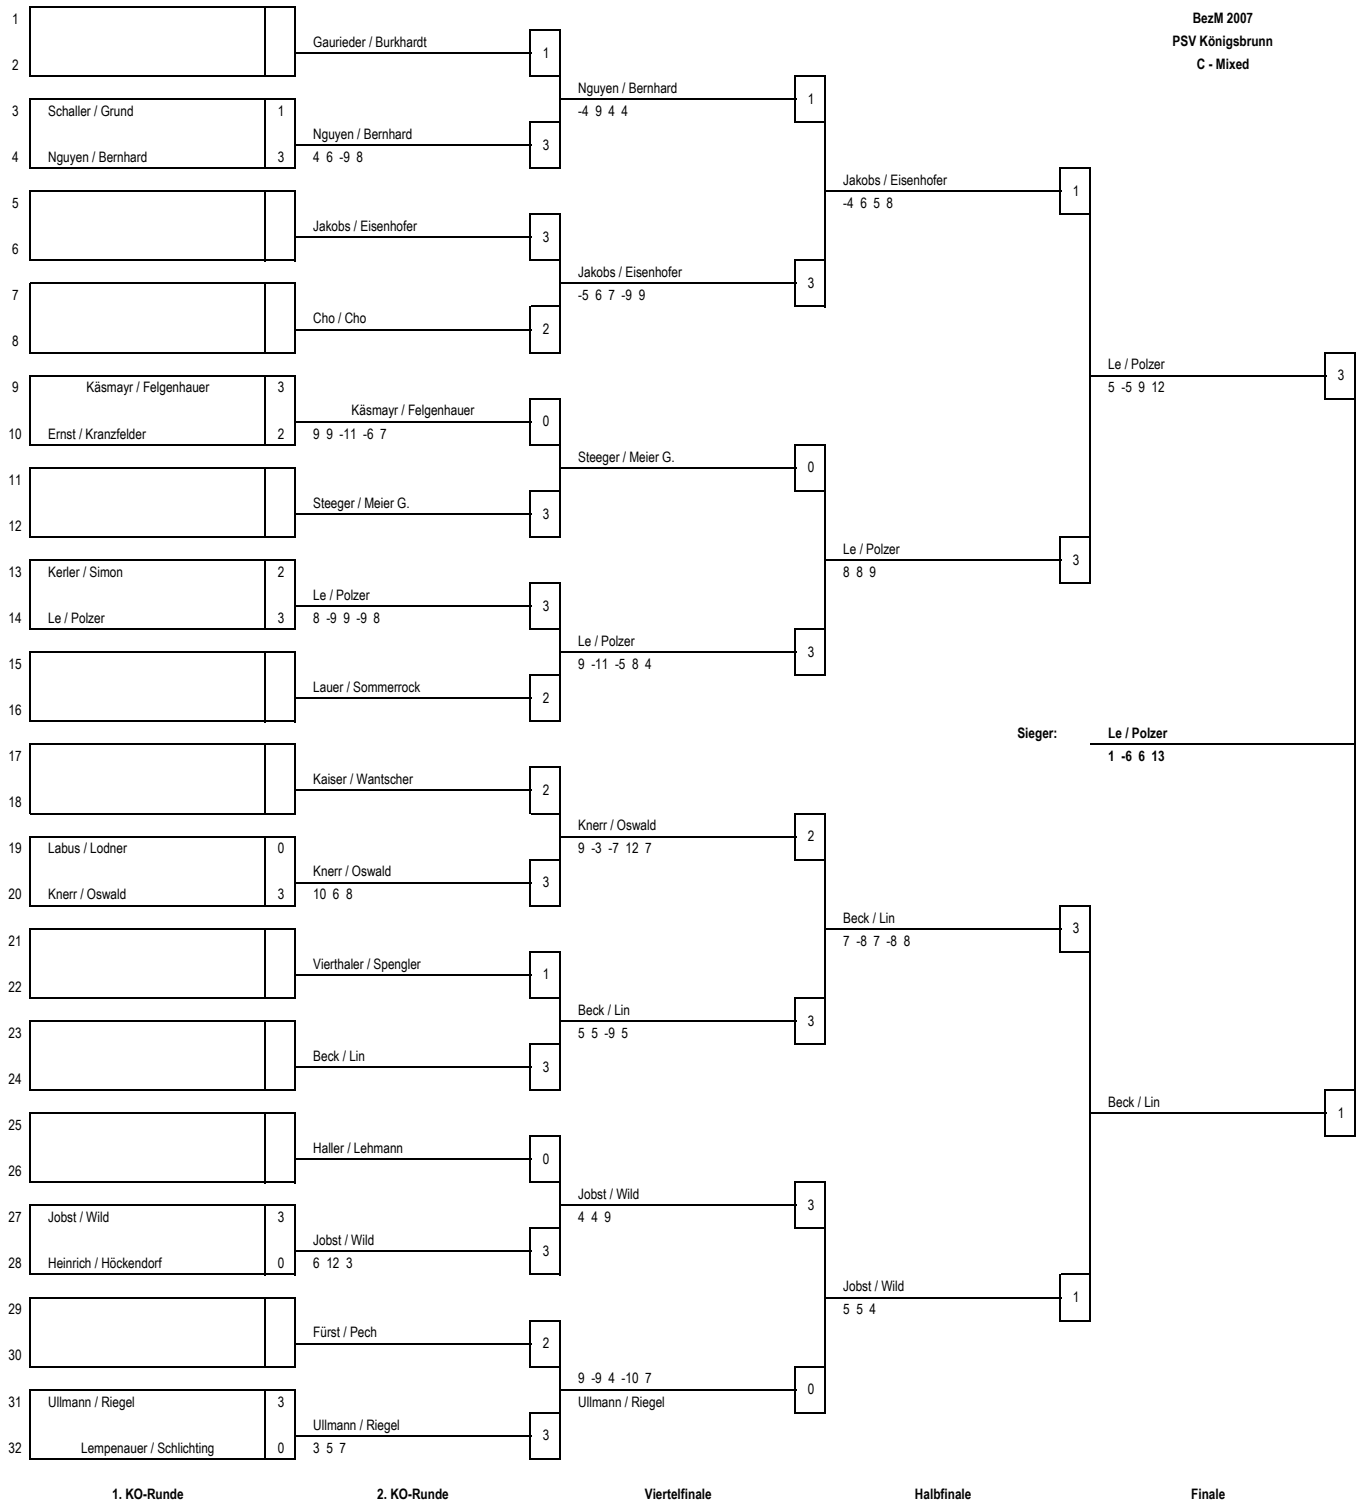 BezM 2007
PSV Königsbrunn
C - Mixed
1
2
3 Schaller / Grund 1
4 Nguyen / Bernhard 3
5
6
7
8
9 Käsmayr / Felgenhauer 3
10 Ernst / Kranzfelder 2
11
12
13 Kerler / Simon 2
14 Le / Polzer 3
15
16
17
18
19 Labus / Lodner 0
20 Knerr / Oswald 3
21
22
23
24
25
26
27 Jobst / Wild 3
28 Heinrich / Höckendorf 0
29
30
31 Ullmann / Riegel 3
32 Lempenauer / Schlichting 0
1. KO-Runde
Gaurieder / Burkhardt 1
Nguyen / Bernhard 3
4 6 -9 8
Jakobs / Eisenhofer 3
Cho / Cho 2
Käsmayr / Felgenhauer 0
9 9 -11 -6 7
Steeger / Meier G. 3
Le / Polzer 3
8 -9 9 -9 8
Lauer / Sommerrock 2
Kaiser / Wantscher 2
Knerr / Oswald 3
10 6 8
Vierthaler / Spengler 1
Beck / Lin 3
Haller / Lehmann 0
Jobst / Wild 3
6 12 3
Fürst / Pech 2
Ullmann / Riegel 3
3 5 7
2. KO-Runde
Nguyen / Bernhard 1
-4 9 4 4
Jakobs / Eisenhofer 3
-5 6 7 -9 9
Steeger / Meier G. 0
Le / Polzer 3
9 -11 -5 8 4
Knerr / Oswald 2
9 -3 -7 12 7
Beck / Lin 3
5 5 -9 5
Jobst / Wild 3
4 4 9
9 -9 4 -10 7
Ullmann / Riegel 0
Viertelfinale
Jakobs / Eisenhofer 1
-4 6 5 8
Le / Polzer 3
8 8 9
Beck / Lin 3
7 -8 7 -8 8
Jobst / Wild 1
5 5 4
Halbfinale
Le / Polzer 3
5 -5 9 12
Sieger: Le / Polzer
1 -6 6 13
Beck / Lin 1
Finale